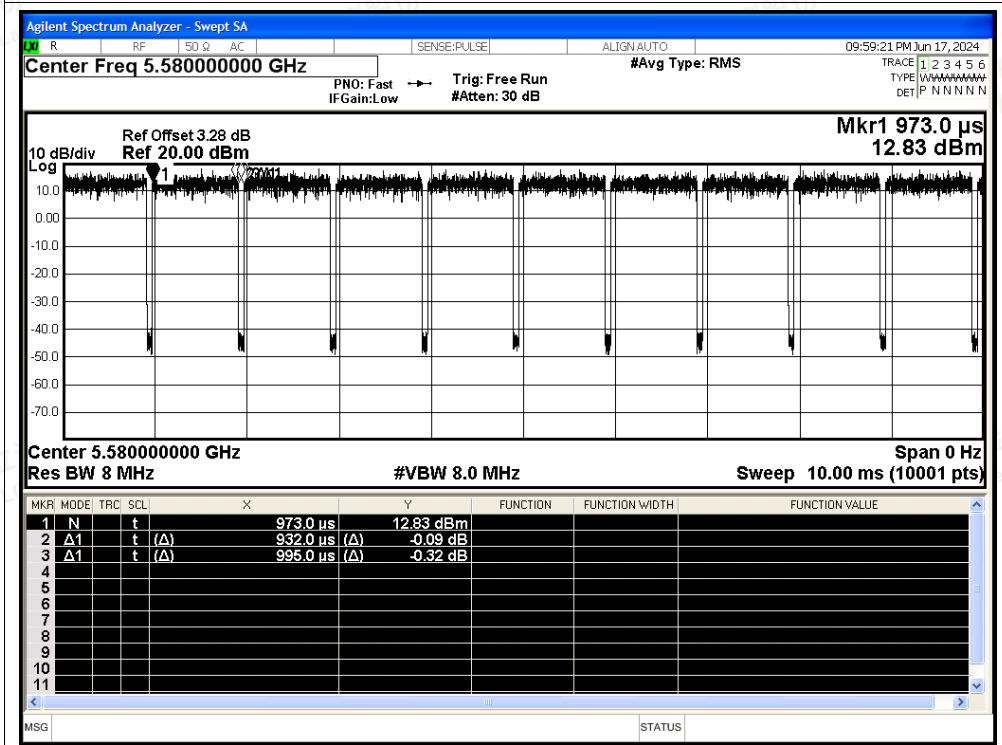 Agilent Spectrum Analyzer - Swept SA
LXI R RF 50 Ω AC SENSE:PULSE ALIGN AUTO 09:59:21 PM Jun 17, 2024
Center Freq 5.580000000 GHz #Avg Type: RMS TRACE 1 2 3 4 5 6
PNO: Fast Trig: Free Run TYPE WWWWWW
IFGain:Low #Atten: 30 dB DET P N N N N N
Mkr1 973.0 µs
12.83 dBm
Ref Offset 3.28 dB
10 dB/div Ref 20.00 dBm
Log
1
10.0
0.00
-10.0
-20.0
-30.0
-40.0
-50.0
-60.0
-70.0
Center 5.580000000 GHz Span 0 Hz
Res BW 8 MHz #VBW 8.0 MHz Sweep 10.00 ms (10001 pts)
MKR MODE TRC SCL X Y FUNCTION FUNCTION WIDTH FUNCTION VALUE
1 N t 973.0 µs 12.83 dBm
2 Δ1 t (Δ) 932.0 µs (Δ) -0.09 dB
3 Δ1 t (Δ) 995.0 µs (Δ) -0.32 dB
4
5
6
7
8
9
10
11
MSG STATUS